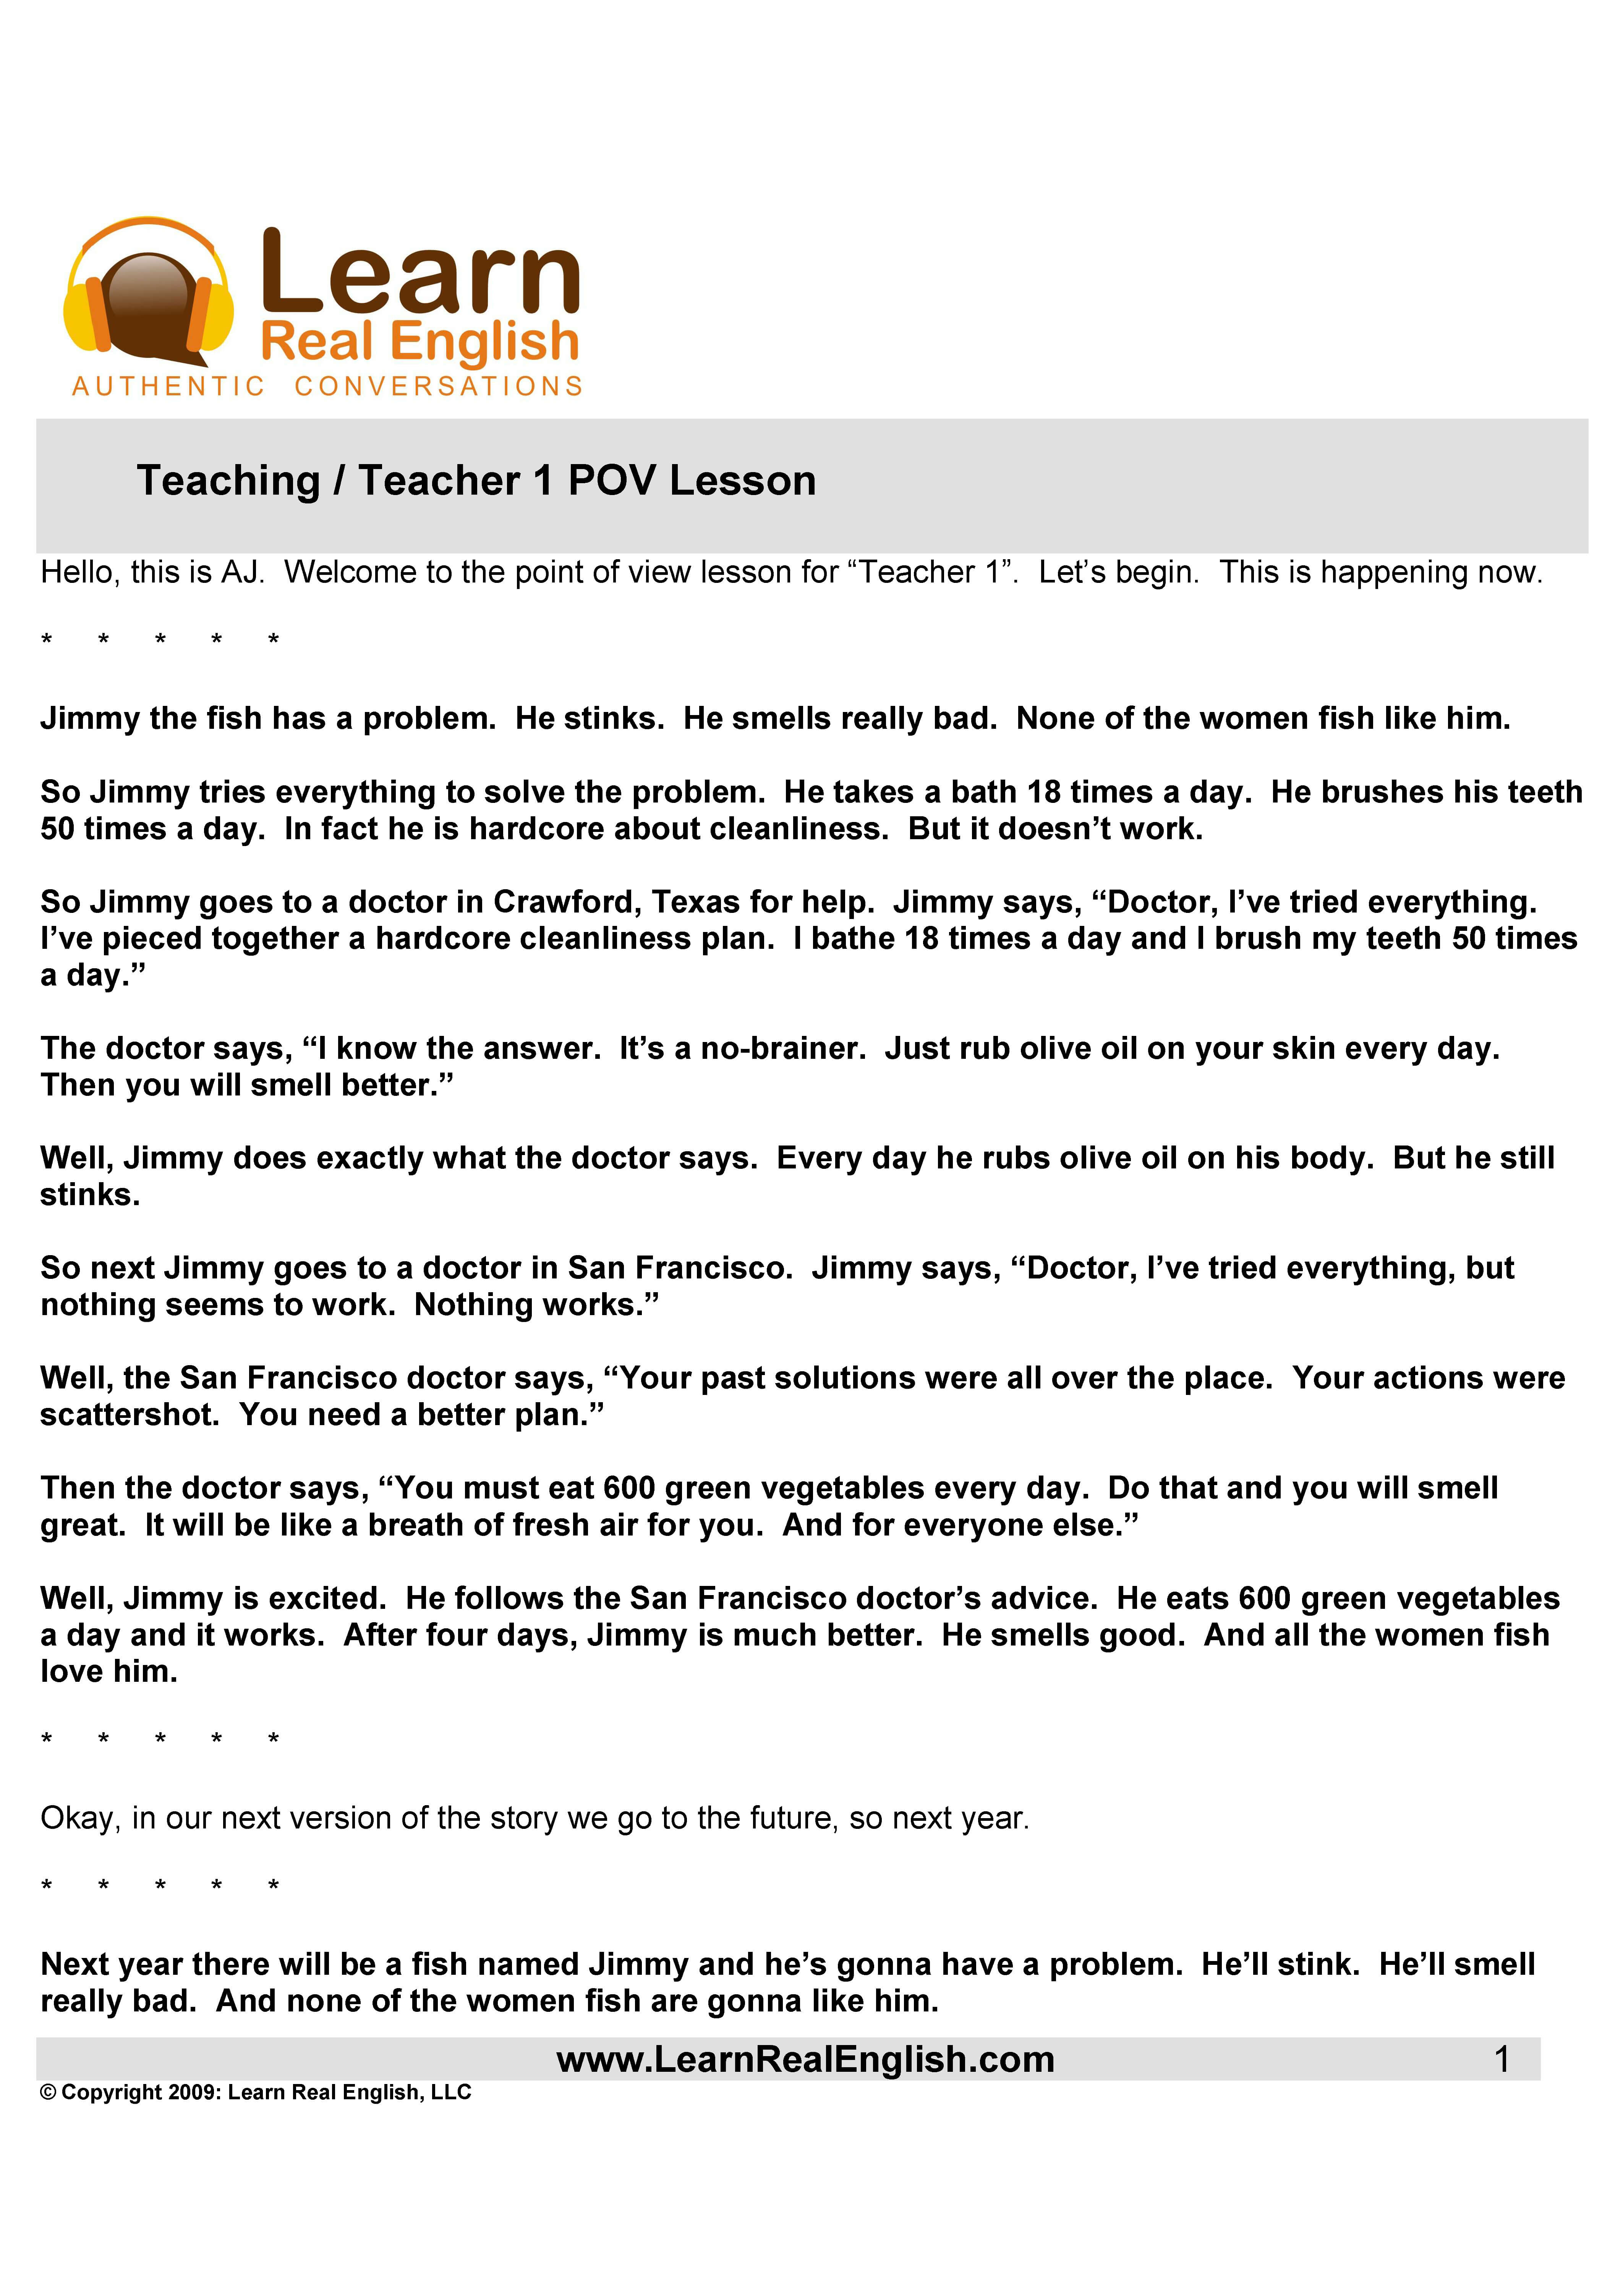 Learn
Real English
AUTHENTIC CONVERSATIONS
Teaching / Teacher 1 POV Lesson
Hello, this is AJ.  Welcome to the point of view lesson for “Teacher 1”.  Let’s begin.  This is happening now.
* * * * *
Jimmy the fish has a problem.  He stinks.  He smells really bad.  None of the women fish like him.
So Jimmy tries everything to solve the problem.  He takes a bath 18 times a day.  He brushes his teeth
50 times a day.  In fact he is hardcore about cleanliness.  But it doesn’t work.
So Jimmy goes to a doctor in Crawford, Texas for help.  Jimmy says, “Doctor, I’ve tried everything.
I’ve pieced together a hardcore cleanliness plan.  I bathe 18 times a day and I brush my teeth 50 times
a day.”
The doctor says, “I know the answer.  It’s a no-brainer.  Just rub olive oil on your skin every day.
Then you will smell better.”
Well, Jimmy does exactly what the doctor says.  Every day he rubs olive oil on his body.  But he still
stinks.
So next Jimmy goes to a doctor in San Francisco.  Jimmy says, “Doctor, I’ve tried everything, but
nothing seems to work.  Nothing works.”
Well, the San Francisco doctor says, “Your past solutions were all over the place.  Your actions were
scattershot.  You need a better plan.”
Then the doctor says, “You must eat 600 green vegetables every day.  Do that and you will smell
great.  It will be like a breath of fresh air for you.  And for everyone else.”
Well, Jimmy is excited.  He follows the San Francisco doctor’s advice.  He eats 600 green vegetables
a day and it works.  After four days, Jimmy is much better.  He smells good.  And all the women fish
love him.
* * * * *
Okay, in our next version of the story we go to the future, so next year.
* * * * *
Next year there will be a fish named Jimmy and he’s gonna have a problem.  He’ll stink.  He’ll smell
really bad.  And none of the women fish are gonna like him.
www.LearnRealEnglish.com 1
© Copyright 2009: Learn Real English, LLC